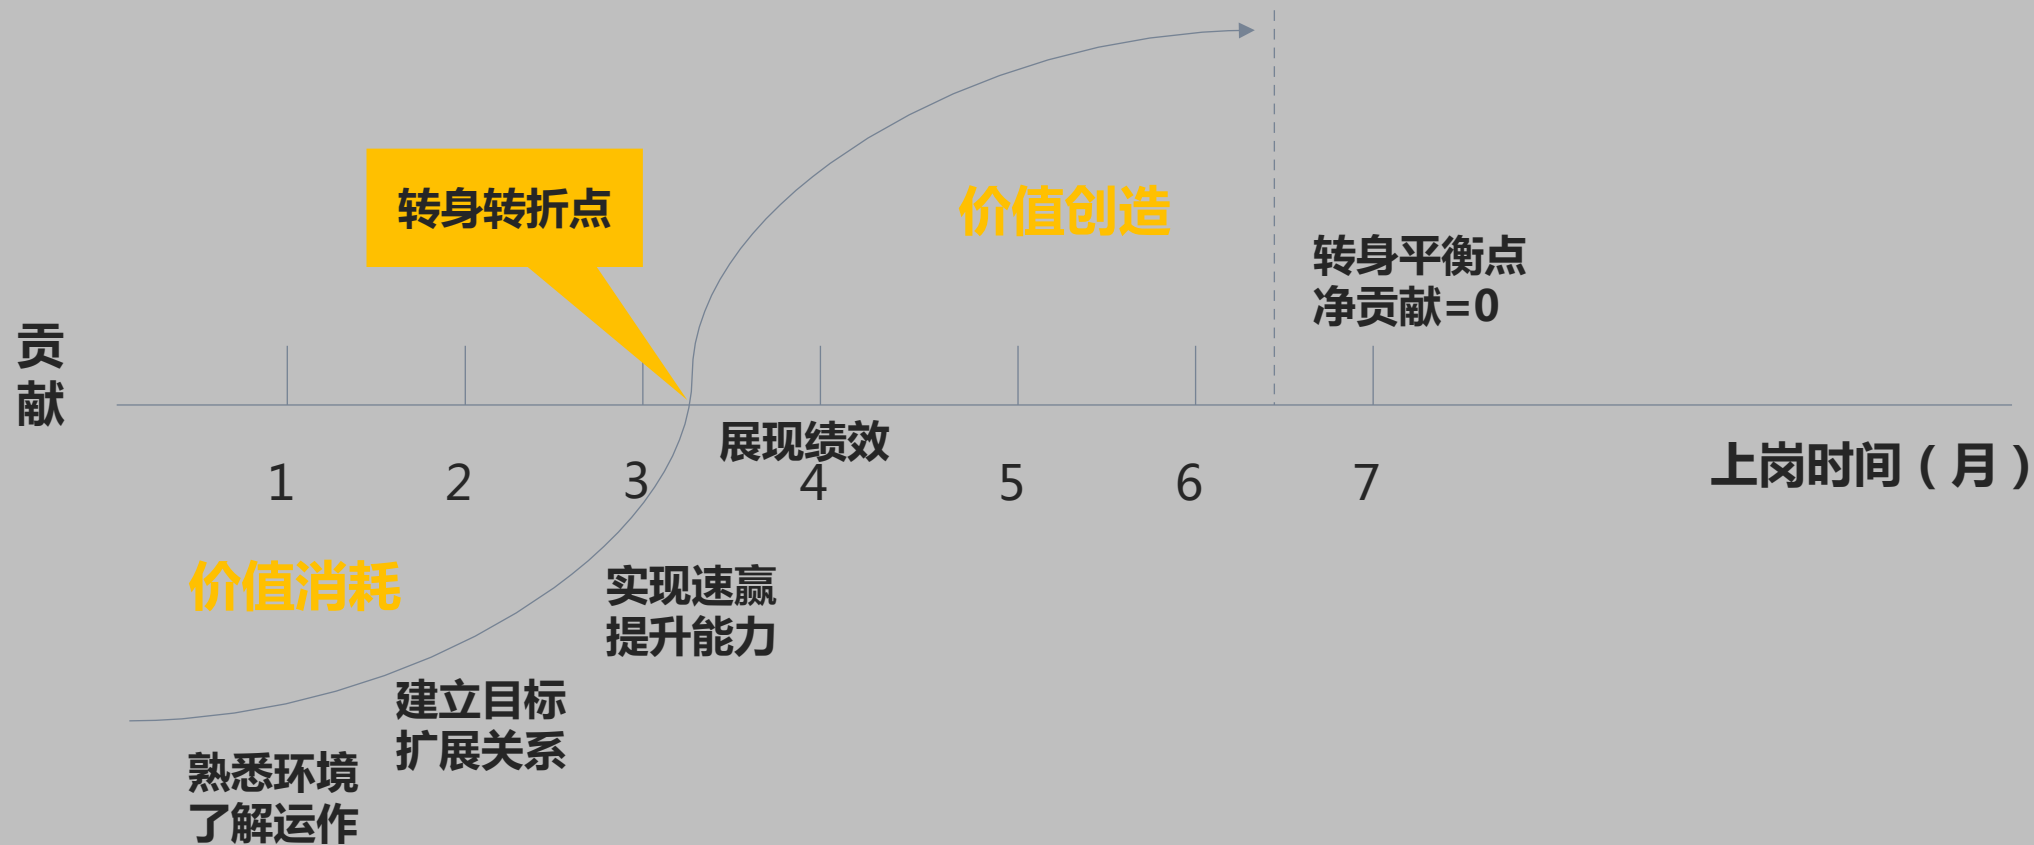 转身转折点
价值创造
转身平衡点
净贡献=0
贡
献
展现绩效
1
2
3
4
5
6
7
上岗时间（月）
价值消耗
实现速赢
提升能力
建立目标
扩展关系
熟悉环境
了解运作